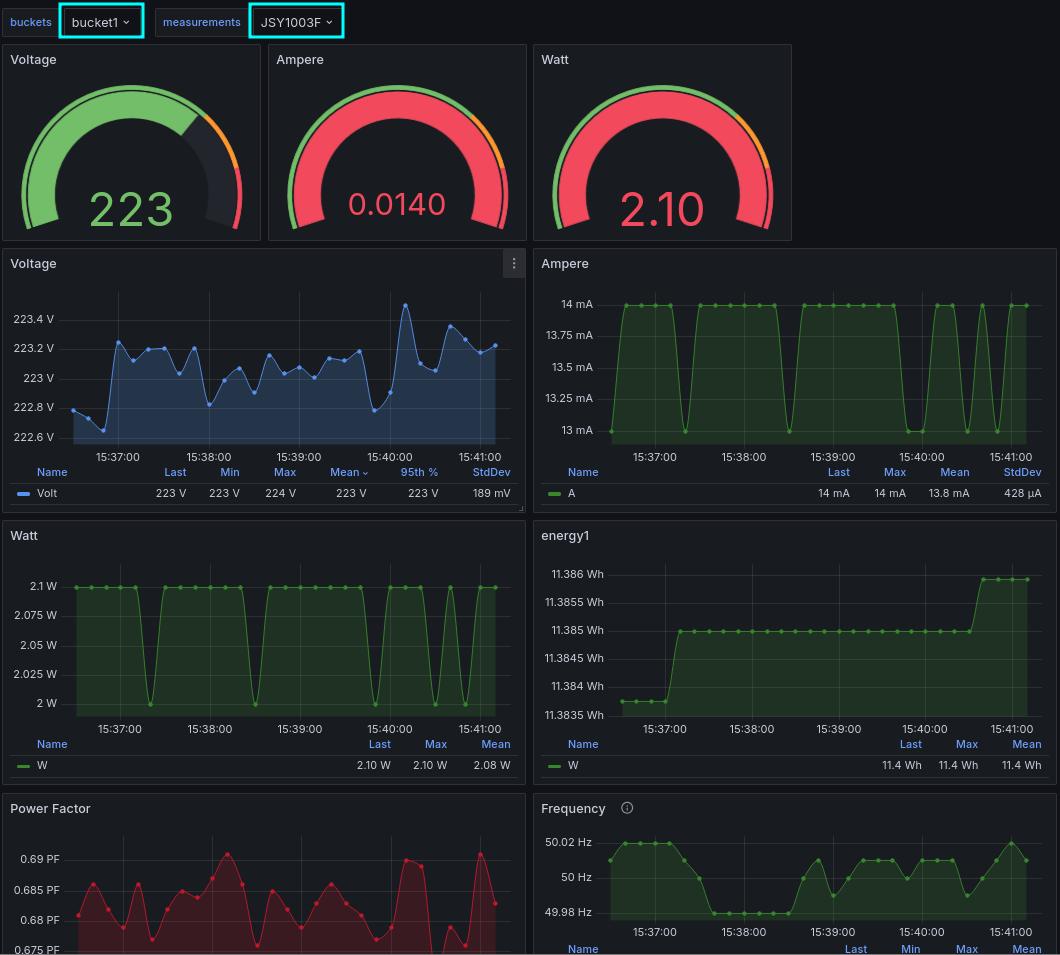 buckets bucket1 measurements JSY1003F
Voltage Ampere Watt
223 0.0140 2.10
Voltage
223.4 V
223.2 V
223 V
222.8 V
222.6 V
15:37:00 15:38:00 15:39:00 15:40:00 15:41:00
Name Last Min Max Mean 95th % StdDev
Volt 223 V 223 V 224 V 223 V 223 V 189 mV
Ampere
14 mA
13.75 mA
13.5 mA
13.25 mA
13 mA
15:37:00 15:38:00 15:39:00 15:40:00 15:41:00
Name Last Max Mean StdDev
A 14 mA 14 mA 13.8 mA 428 µA
Watt
2.1 W
2.075 W
2.05 W
2.025 W
2 W
15:37:00 15:38:00 15:39:00 15:40:00 15:41:00
Name Last Max Mean
W 2.10 W 2.10 W 2.08 W
energy1
11.386 Wh
11.3855 Wh
11.385 Wh
11.3845 Wh
11.384 Wh
11.3835 Wh
15:37:00 15:38:00 15:39:00 15:40:00 15:41:00
Name Last Max Mean
W 11.4 Wh 11.4 Wh 11.4 Wh
Power Factor
0.69 PF
0.685 PF
0.68 PF
0.675 PF
Frequency
50.02 Hz
50 Hz
49.98 Hz
15:37:00 15:38:00 15:39:00 15:40:00 15:41:00
Name Last Min Max Mean